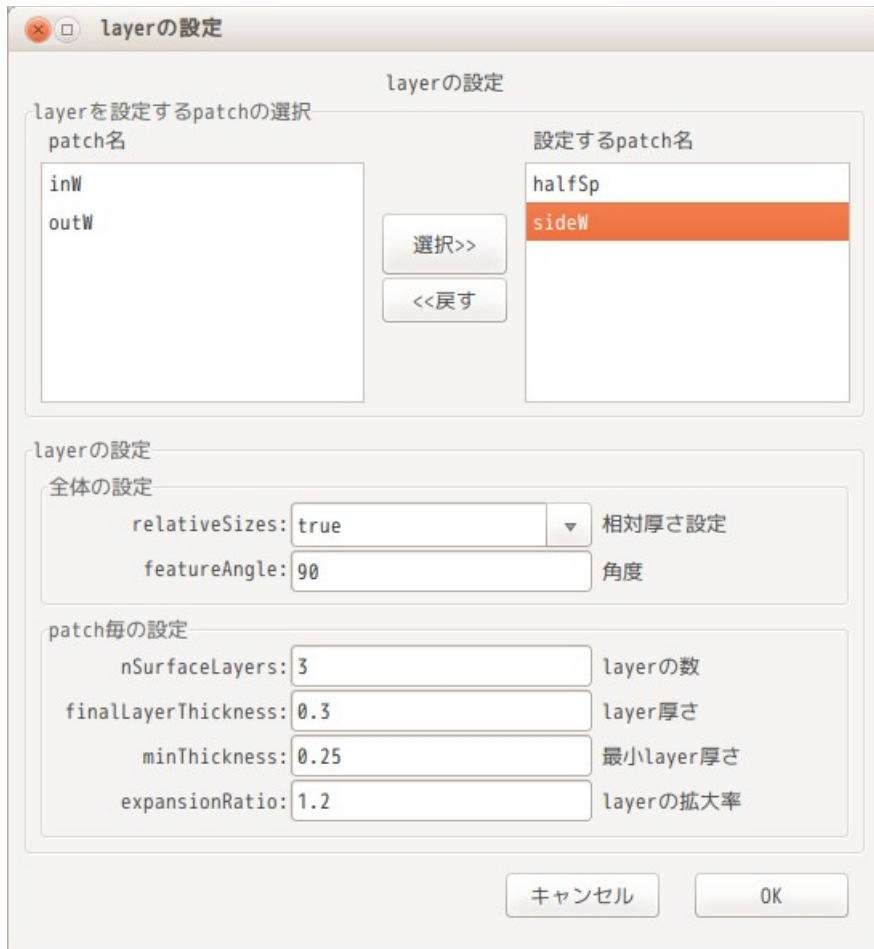 layerの設定
layerの設定
layerを設定するpatchの選択
patch名
設定するpatch名
inW
outW
選択>>
<<戻す
halfSp
sideW
layerの設定
全体の設定
relativeSizes: true 相対厚さ設定
featureAngle: 90 角度
patch毎の設定
nSurfaceLayers: 3 layerの数
finalLayerThickness: 0.3 layer厚さ
minThickness: 0.25 最小layer厚さ
expansionRatio: 1.2 layerの拡大率
キャンセル
OK